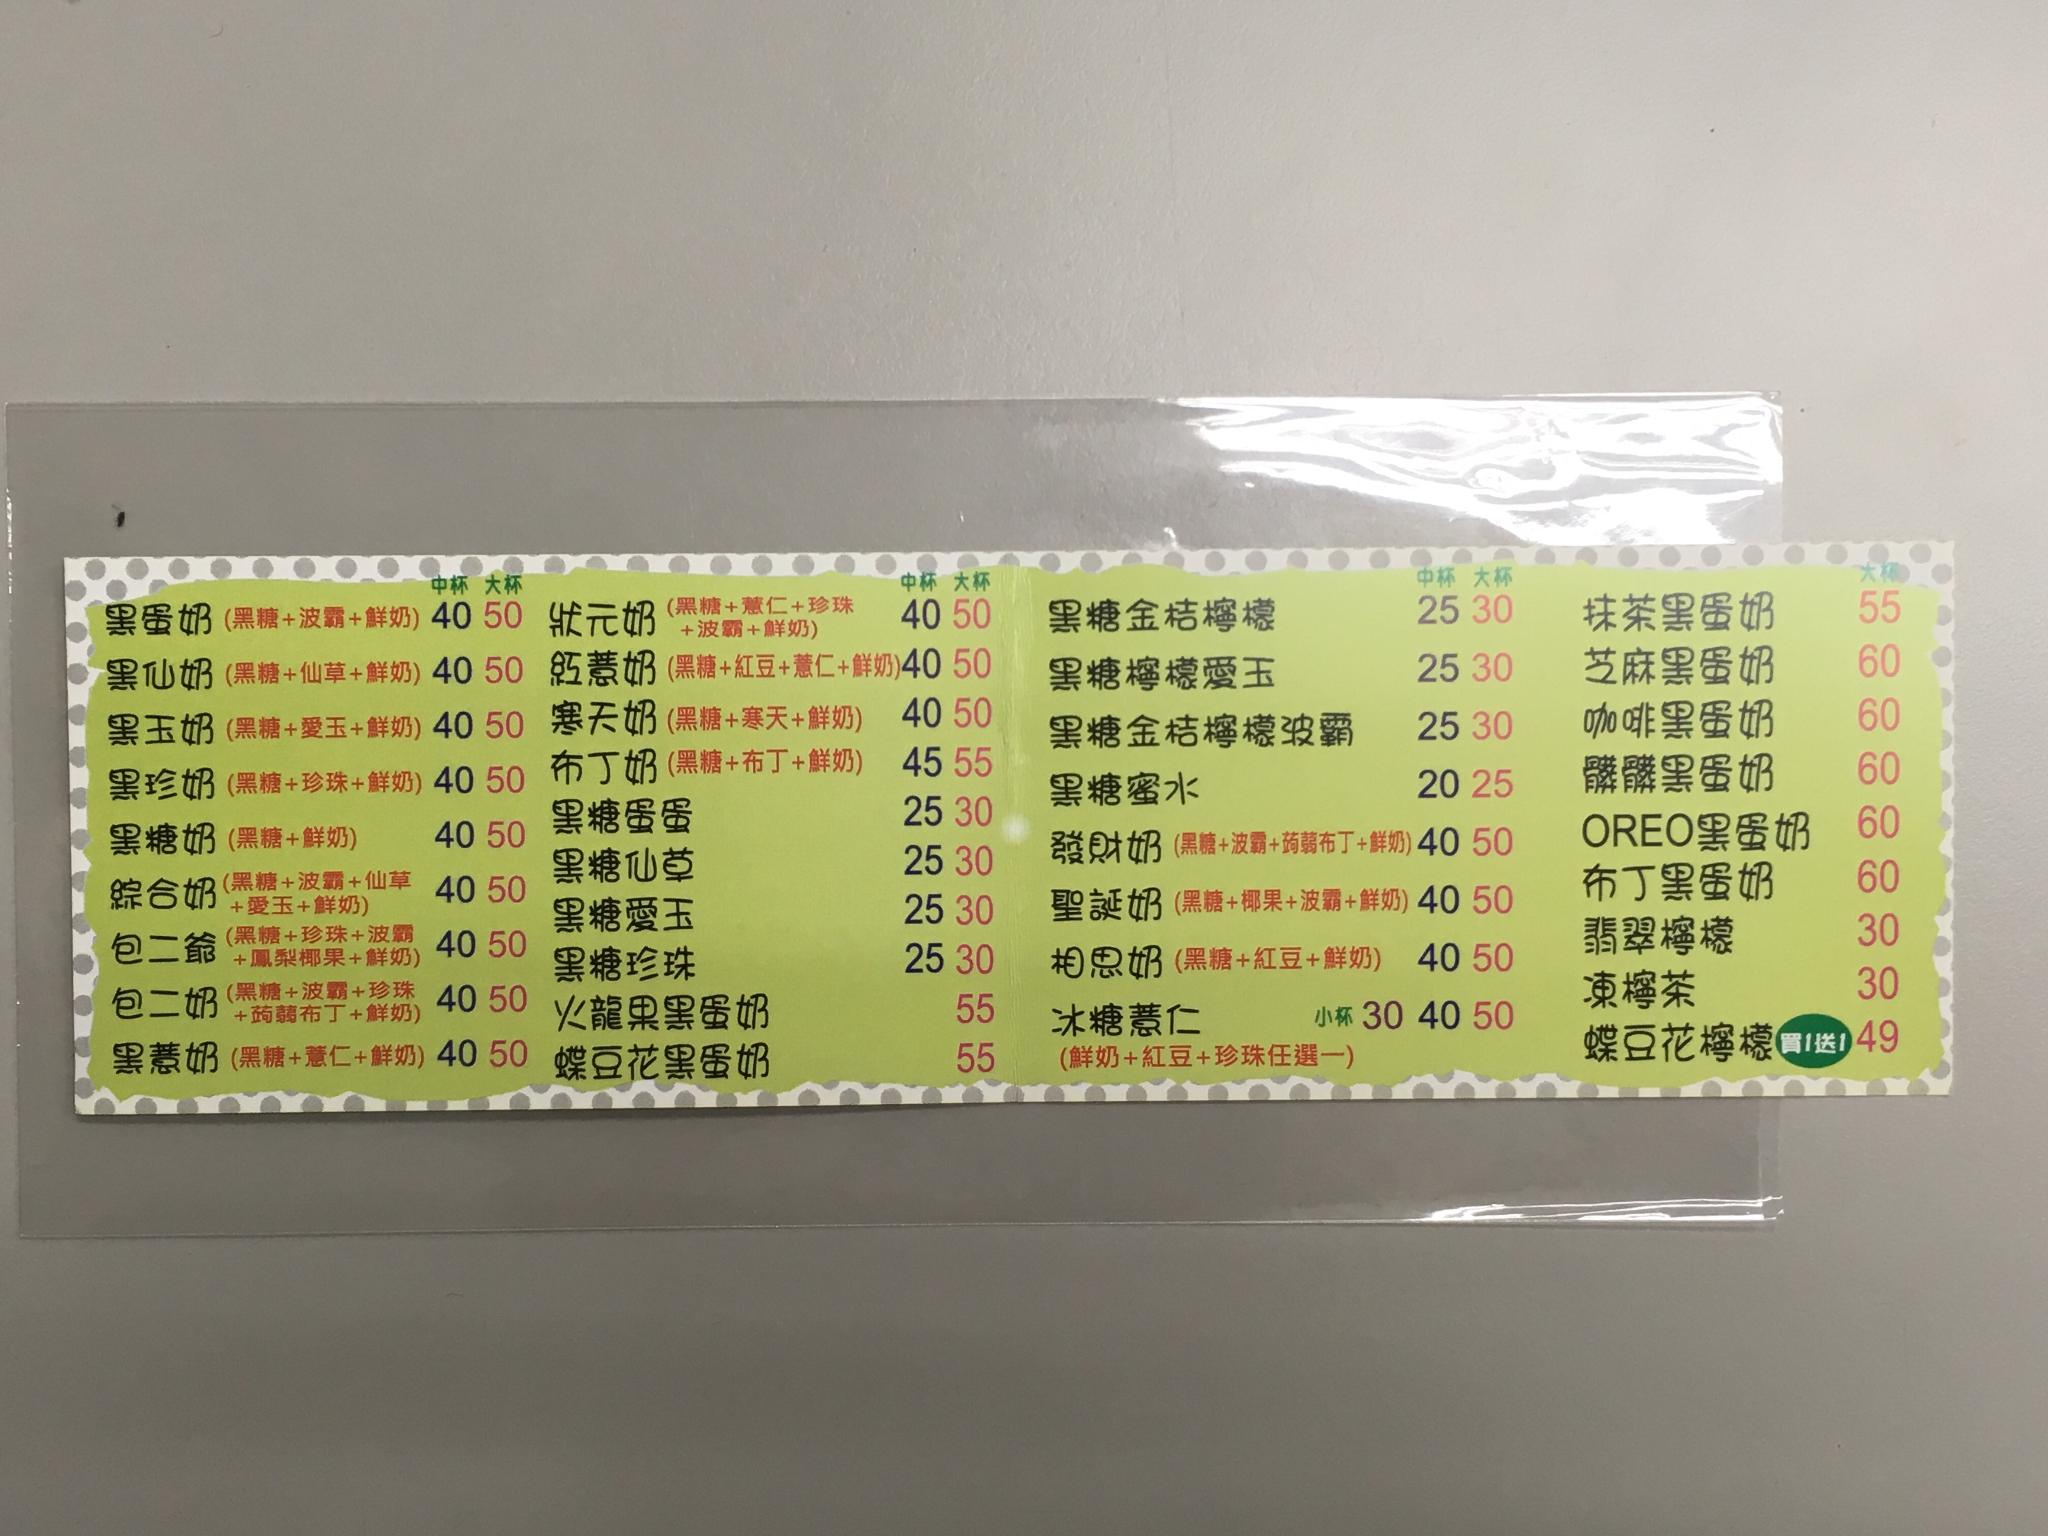 中杯 大杯
黑蛋奶 (黑糖+波霸+鮮奶) 40 50
黑仙奶 (黑糖+仙草+鮮奶) 40 50
黑玉奶 (黑糖+愛玉+鮮奶) 40 50
黑珍奶 (黑糖+珍珠+鮮奶) 40 50
黑糖奶 (黑糖+鮮奶) 40 50
綜合奶 (黑糖+波霸+仙草 40 50
+愛玉+鮮奶)
包二爺 (黑糖+珍珠+波霸 40 50
+鳳梨椰果+鮮奶)
包二奶 (黑糖+波霸+珍珠 40 50
+蒟蒻布丁+鮮奶)
黑薏奶 (黑糖+薏仁+鮮奶) 40 50
中杯 大杯
狀元奶 (黑糖+薏仁+珍珠 40 50
+波霸+鮮奶)
紅薏奶 (黑糖+紅豆+薏仁+鮮奶) 40 50
寒天奶 (黑糖+寒天+鮮奶) 40 50
布丁奶 (黑糖+布丁+鮮奶) 45 55
黑糖蛋蛋 25 30
黑糖仙草 25 30
黑糖愛玉 25 30
黑糖珍珠 25 30
火龍果黑蛋奶 55
蝶豆花黑蛋奶 55
中杯 大杯
黑糖金桔檸檬 25 30
黑糖檸檬愛玉 25 30
黑糖金桔檸檬波霸 25 30
黑糖蜜水 20 25
發財奶 (黑糖+波霸+蒟蒻布丁+鮮奶) 40 50
聖誕奶 (黑糖+椰果+波霸+鮮奶) 40 50
相思奶 (黑糖+紅豆+鮮奶) 40 50
冰糖薏仁 小杯 30 40 50
(鮮奶+紅豆+珍珠任選一)
大杯
抹茶黑蛋奶 55
芝麻黑蛋奶 60
咖啡黑蛋奶 60
髒髒黑蛋奶 60
OREO黑蛋奶 60
布丁黑蛋奶 60
翡翠檸檬 30
凍檸茶 30
蝶豆花檸檬 買1送1 49